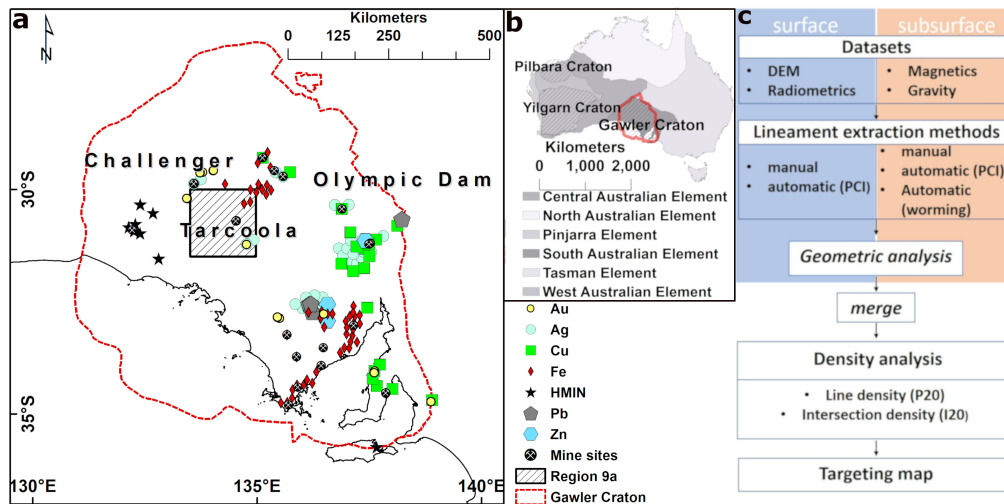 a
N
Kilometers
0 125 250 500
Challenger
Olympic Dam
30°S
Tarcoola
35°S
130°E
135°E
140°E
b
Pilbara Craton
Yilgarn Craton
Gawler Craton
Kilometers
0 1,000 2,000
Central Australian Element
North Australian Element
Pinjarra Element
South Australian Element
Tasman Element
West Australian Element
Au
Ag
Cu
Fe
HMIN
Pb
Zn
Mine sites
Region 9a
Gawler Craton
c
surface
subsurface
Datasets
• DEM
• Radiometrics
• Magnetics
• Gravity
Lineament extraction methods
• manual
• automatic (PCI)
• manual
• automatic (PCI)
• Automatic
(worming)
Geometric analysis
merge
Density analysis
• Line density (P20)
• Intersection density (I20)
Targeting map